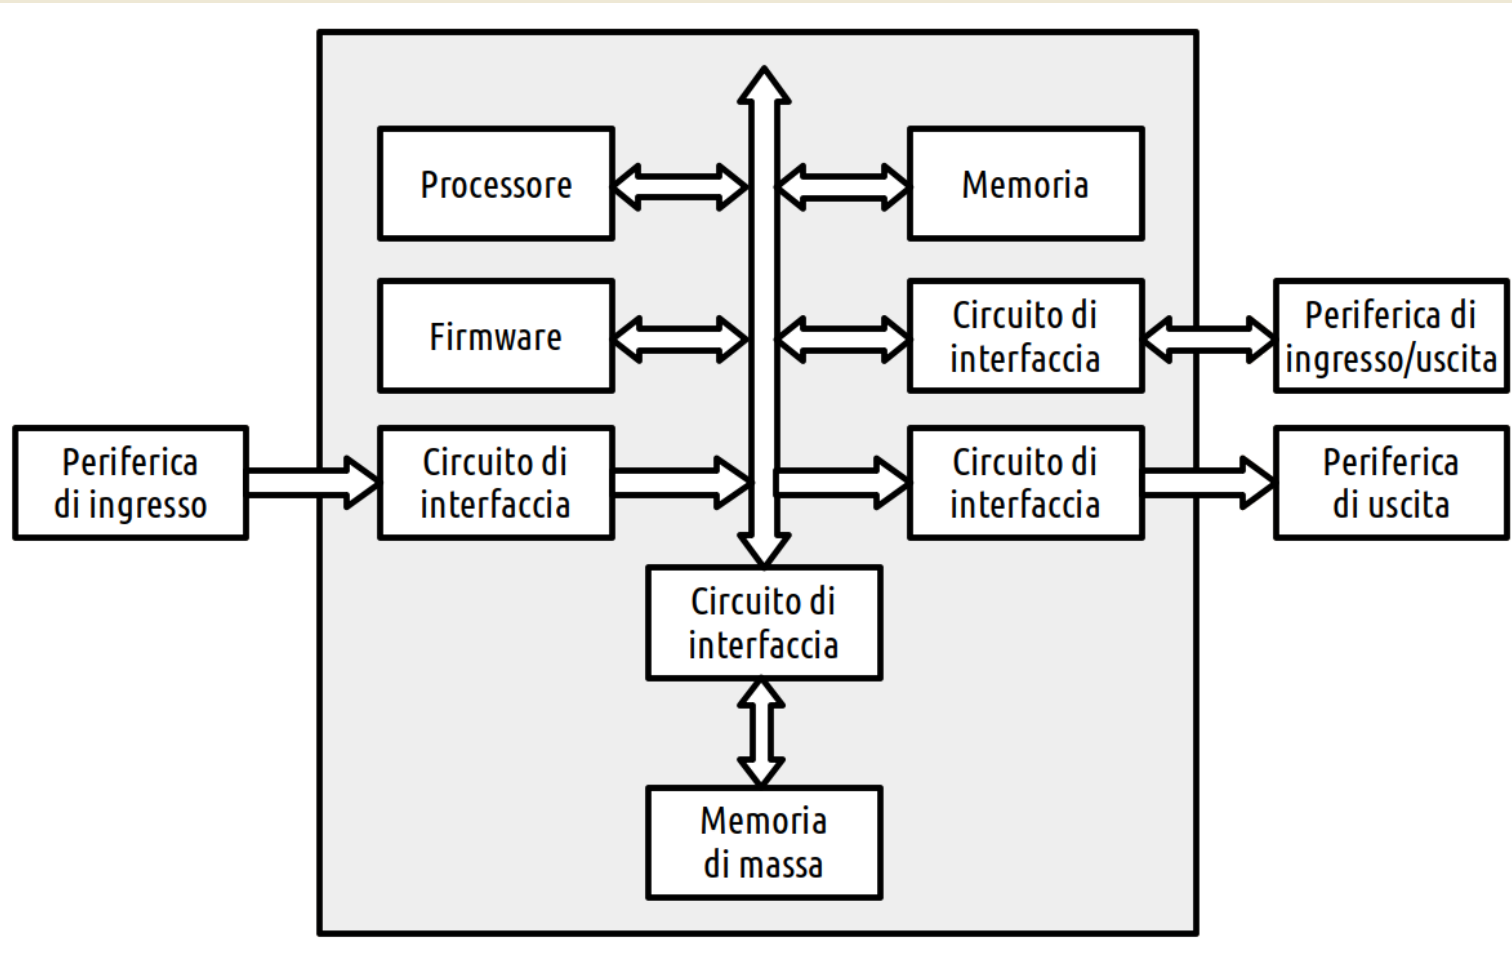 Processore
Memoria
Firmware
Circuito di
interfaccia
Periferica di
ingresso/uscita
Periferica
di ingresso
Circuito di
interfaccia
Circuito di
interfaccia
Periferica
di uscita
Circuito di
interfaccia
Memoria
di massa